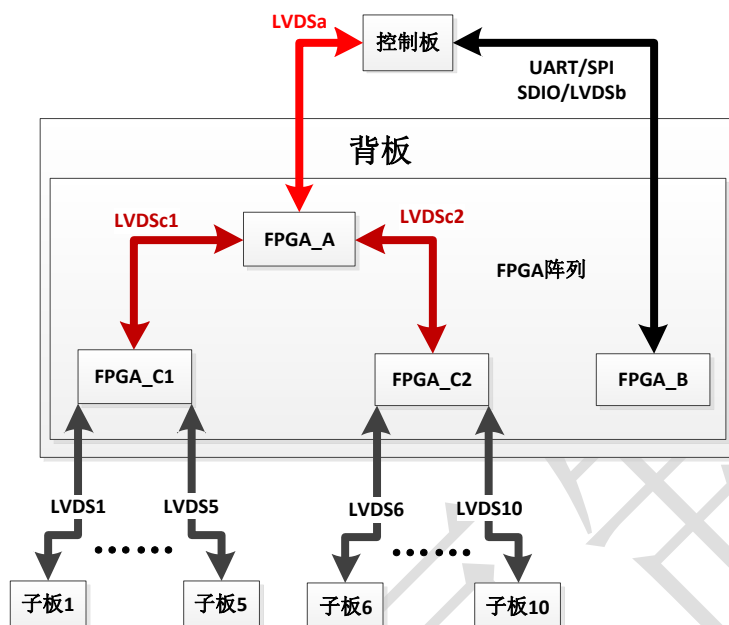 LVDSa
控制板
UART/SPI
SDIO/LVDSb
背板
LVDSc1
FPGA_A
LVDSc2
FPGA阵列
FPGA_C1
FPGA_C2
FPGA_B
LVDS1
LVDS5
LVDS6
LVDS10
子板1
子板5
子板6
子板10